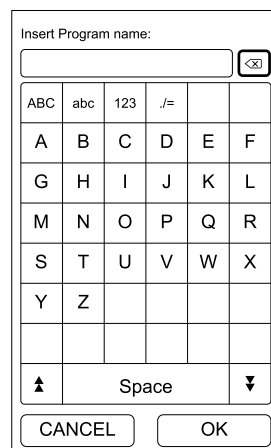 Insert Program name:
ABC abc 123 ./=
A B C D E F
G H I J K L
M N O P Q R
S T U V W X
Y Z
Space
CANCEL OK